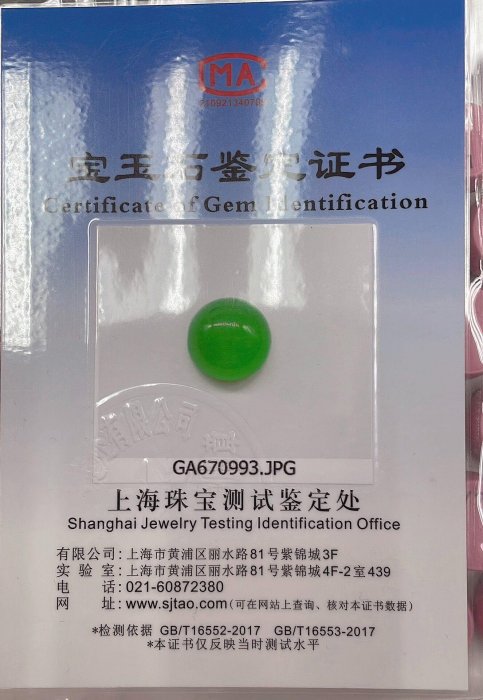 MA
宝玉石鉴定证书
Certificate of Gem Identification
GA670993.JPG
上海珠宝测试鉴定处
Shanghai Jewelry Testing Identification Office
有限公司:上海市黄浦区丽水路81号紫锦城3F
实 验 室:上海市黄浦区丽水路81号紫锦城4F-2室439
电 话:021-60872380
网 址:www.sjtao.com(可在网站上查询、核对本证书数据)
*检测依据 GB/T16552-2017 GB/T16553-2017
*本证书仅反映当时测试水平